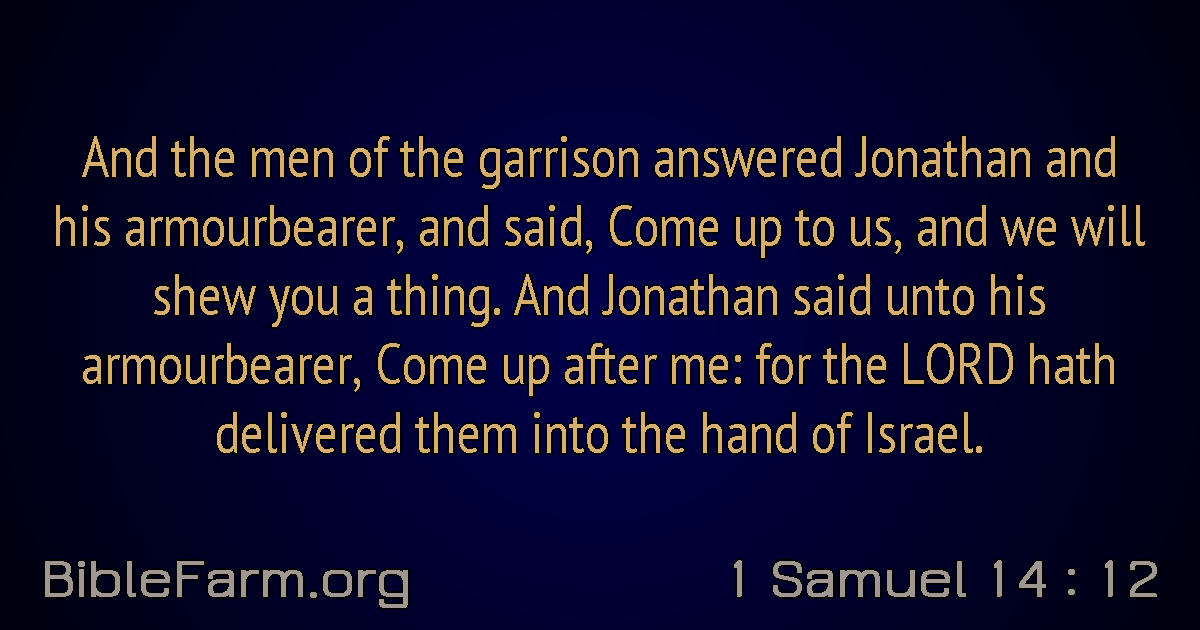 And the men of the garrison answered Jonathan and
his armourbearer, and said, Come up to us, and we will
shew you a thing. And Jonathan said unto his
armourbearer, Come up after me: for the LORD hath
delivered them into the hand of Israel.
BibleFarm.org
1 Samuel 14 : 12